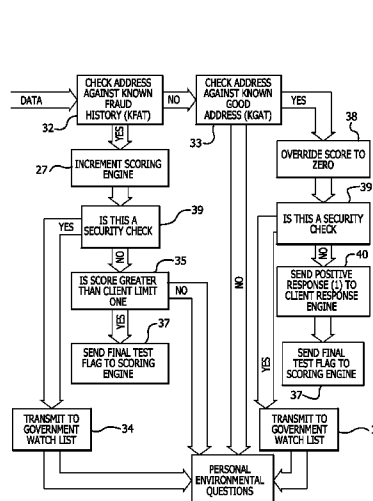 DATA
CHECK ADDRESS
AGAINST KNOWN
FRAUD
HISTORY (KFAT)
32
NO
CHECK ADDRESS
AGAINST KNOWN
GOOD
ADDRESS (KGAT)
33
YES
YES
38
OVERRIDE SCORE TO
ZERO
27
INCREMENT SCORING
ENGINE
39
IS THIS A
SECURITY CHECK
YES
39
IS THIS A SECURITY
CHECK
NO
35
IS SCORE GREATER
THAN CLIENT LIMIT
ONE
NO
NO
NO
40
SEND POSITIVE
RESPONSE (1) TO
CLIENT RESPONSE
ENGINE
YES
37
SEND FINAL TEST
FLAG TO SCORING
ENGINE
YES
SEND FINAL
TEST FLAG TO
SCORING ENGINE
37
TRANSMIT TO
GOVERNMENT
WATCH LIST
34
TRANSMIT TO
GOVERNMENT
WATCH LIST
PERSONAL
ENVIRONMENTAL
QUESTIONS